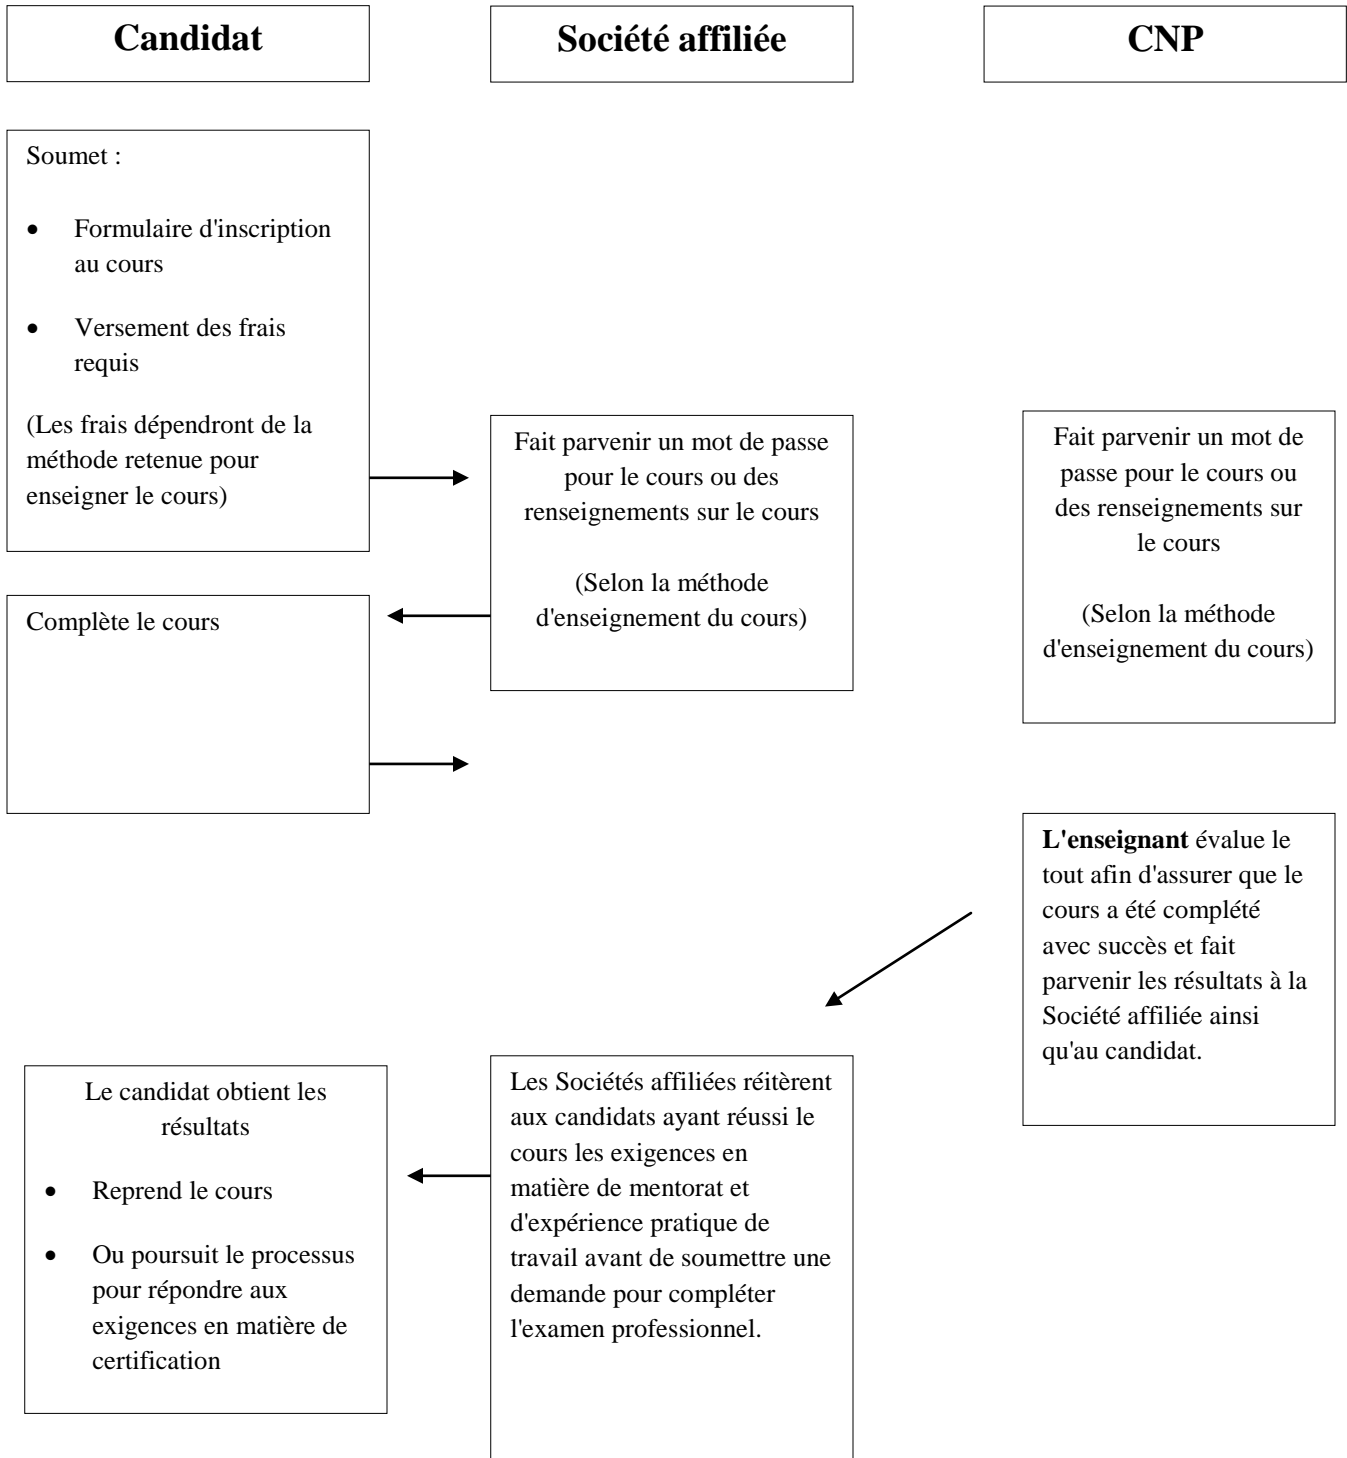 Candidat
Société affiliée
CNP
Soumet :
• Formulaire d'inscription
au cours
• Versement des frais
requis
(Les frais dépendront de la
méthode retenue pour
enseigner le cours)
Fait parvenir un mot de passe
pour le cours ou des
renseignements sur le cours
(Selon la méthode
d'enseignement du cours)
Fait parvenir un mot de
passe pour le cours ou
des renseignements sur
le cours
(Selon la méthode
d'enseignement du cours)
Complète le cours
L'enseignant évalue le
tout afin d'assurer que le
cours a été complété
avec succès et fait
parvenir les résultats à la
Société affiliée ainsi
qu'au candidat.
Les Sociétés affiliées réitèrent
aux candidats ayant réussi le
cours les exigences en
matière de mentorat et
d'expérience pratique de
travail avant de soumettre une
demande pour compléter
l'examen professionnel.
Le candidat obtient les
résultats
• Reprend le cours
• Ou poursuit le processus
pour répondre aux
exigences en matière de
certification